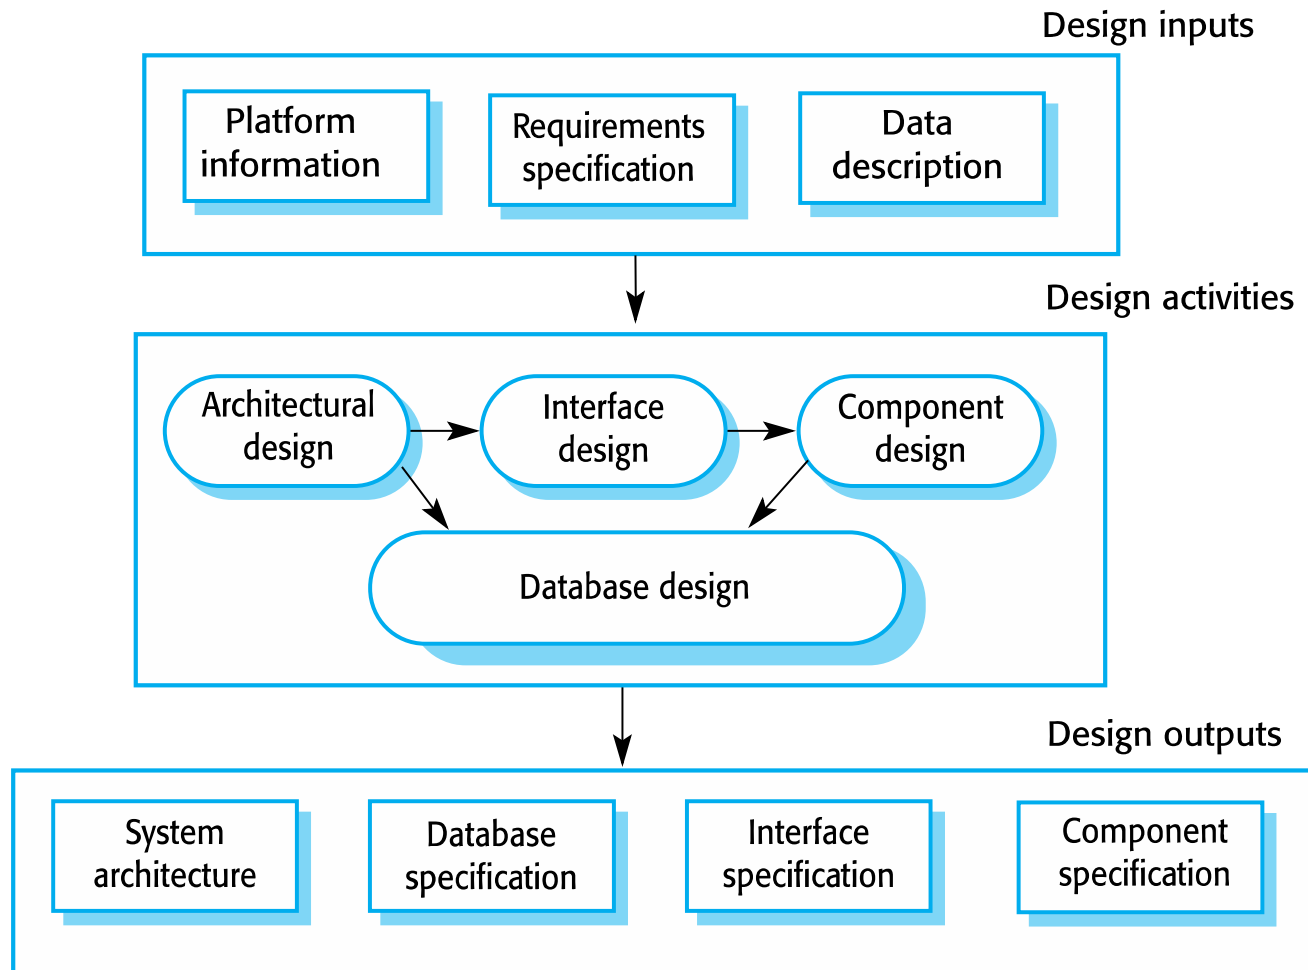 Design inputs
Platform
information
Requirements
specification
Data
description
Design activities
Architectural
design
Interface
design
Component
design
Database design
Design outputs
System
architecture
Database
specification
Interface
specification
Component
specification